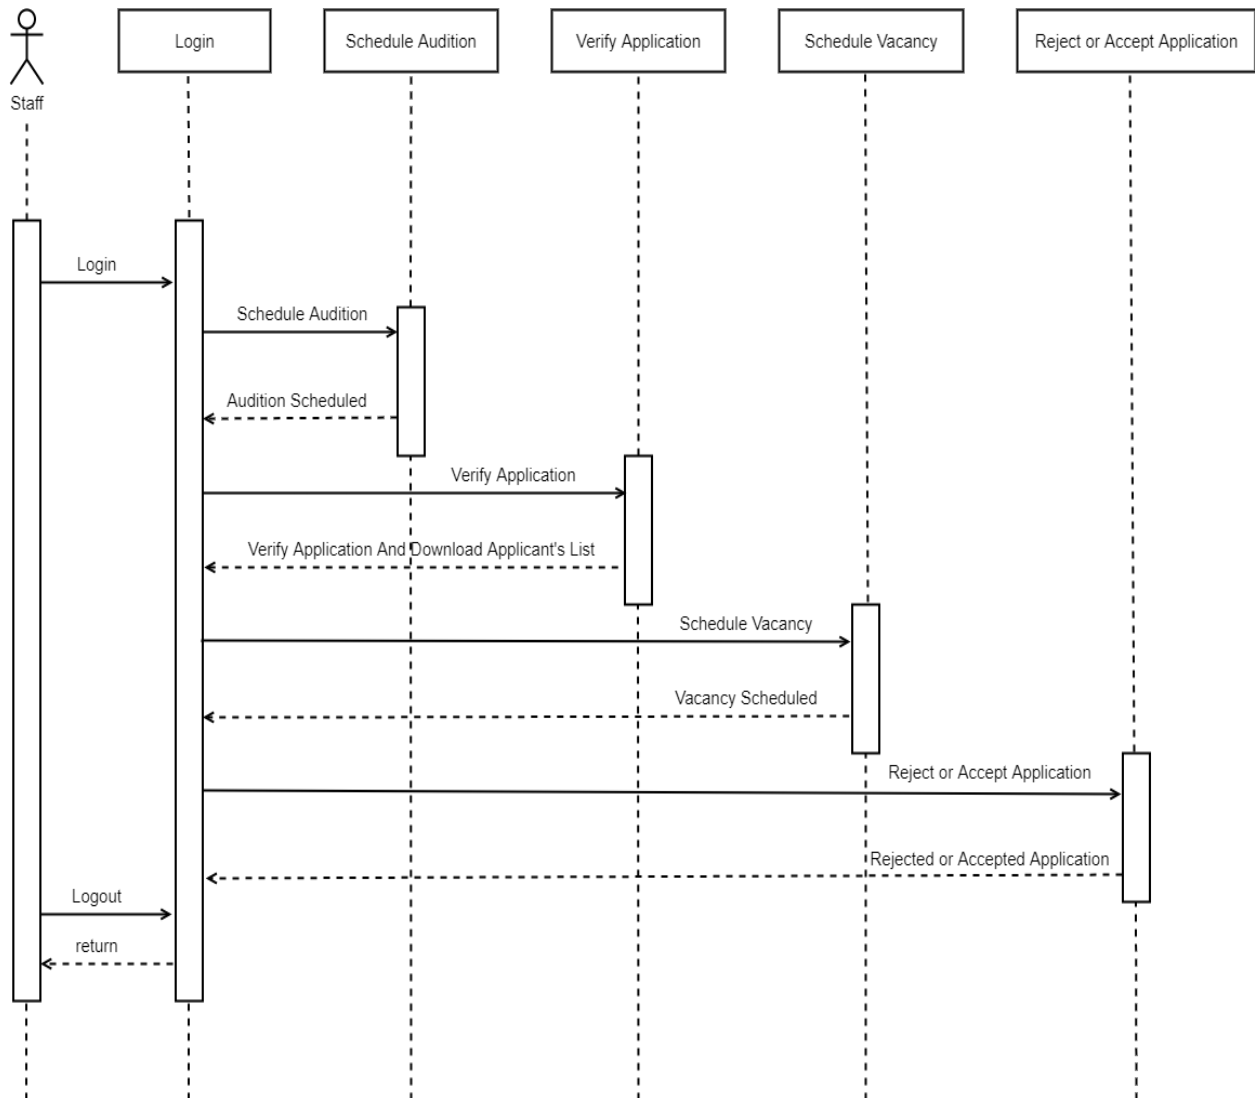 Staff
Login
Schedule Audition
Verify Application
Schedule Vacancy
Reject or Accept Application
Login
Schedule Audition
Audition Scheduled
Verify Application
Verify Application And Download Applicant's List
Schedule Vacancy
Vacancy Scheduled
Reject or Accept Application
Rejected or Accepted Application
Logout
return